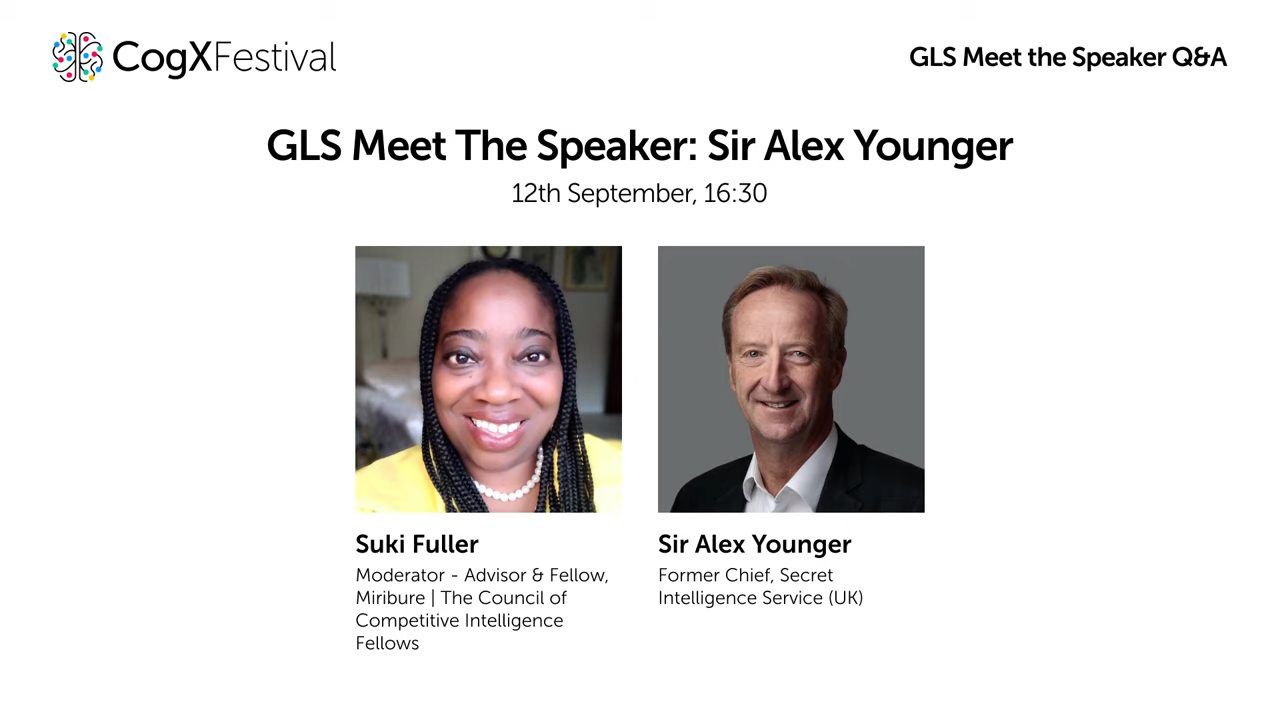 CogXFestival
GLS Meet the Speaker Q&A
GLS Meet The Speaker: Sir Alex Younger
12th September, 16:30
Suki Fuller
Moderator - Advisor & Fellow,
Miribure | The Council of
Competitive Intelligence
Fellows
Sir Alex Younger
Former Chief, Secret
Intelligence Service (UK)